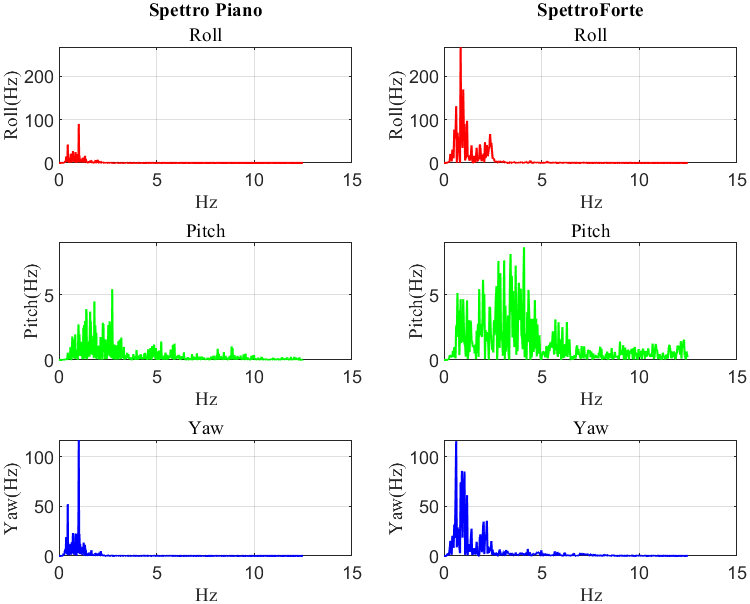 Spettro Piano
SpettroForte
Roll
Roll(Hz)
200
100
0
0 5 10 15
Hz
Roll
Roll(Hz)
200
100
0
0 5 10 15
Hz
Pitch
Pitch(Hz)
5
0
0 5 10 15
Hz
Pitch
Pitch(Hz)
5
0
0 5 10 15
Hz
Yaw
Yaw(Hz)
100
50
0
0 5 10 15
Hz
Yaw
Yaw(Hz)
100
50
0
0 5 10 15
Hz